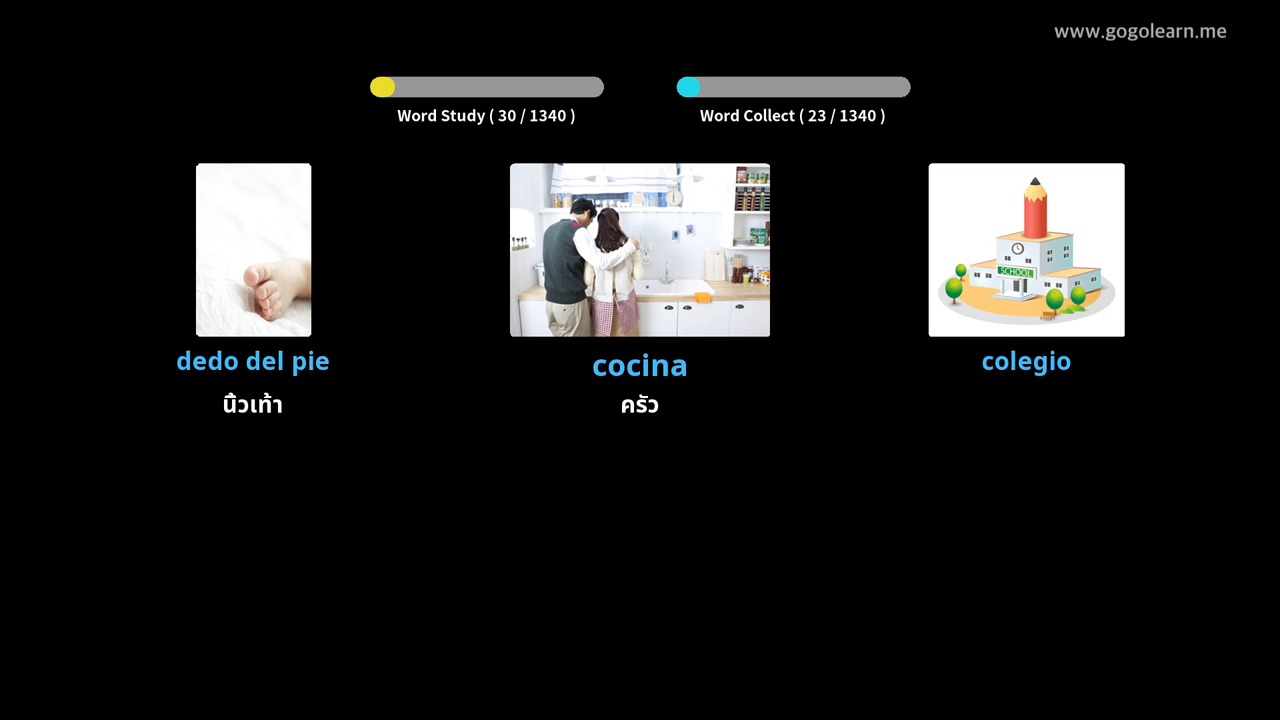 www.gogolearn.me
Word Study ( 30 / 1340 )
Word Collect ( 23 / 1340 )
SCHOOL
dedo del pie
cocina
colegio
นิ้วเท้า
ครัว